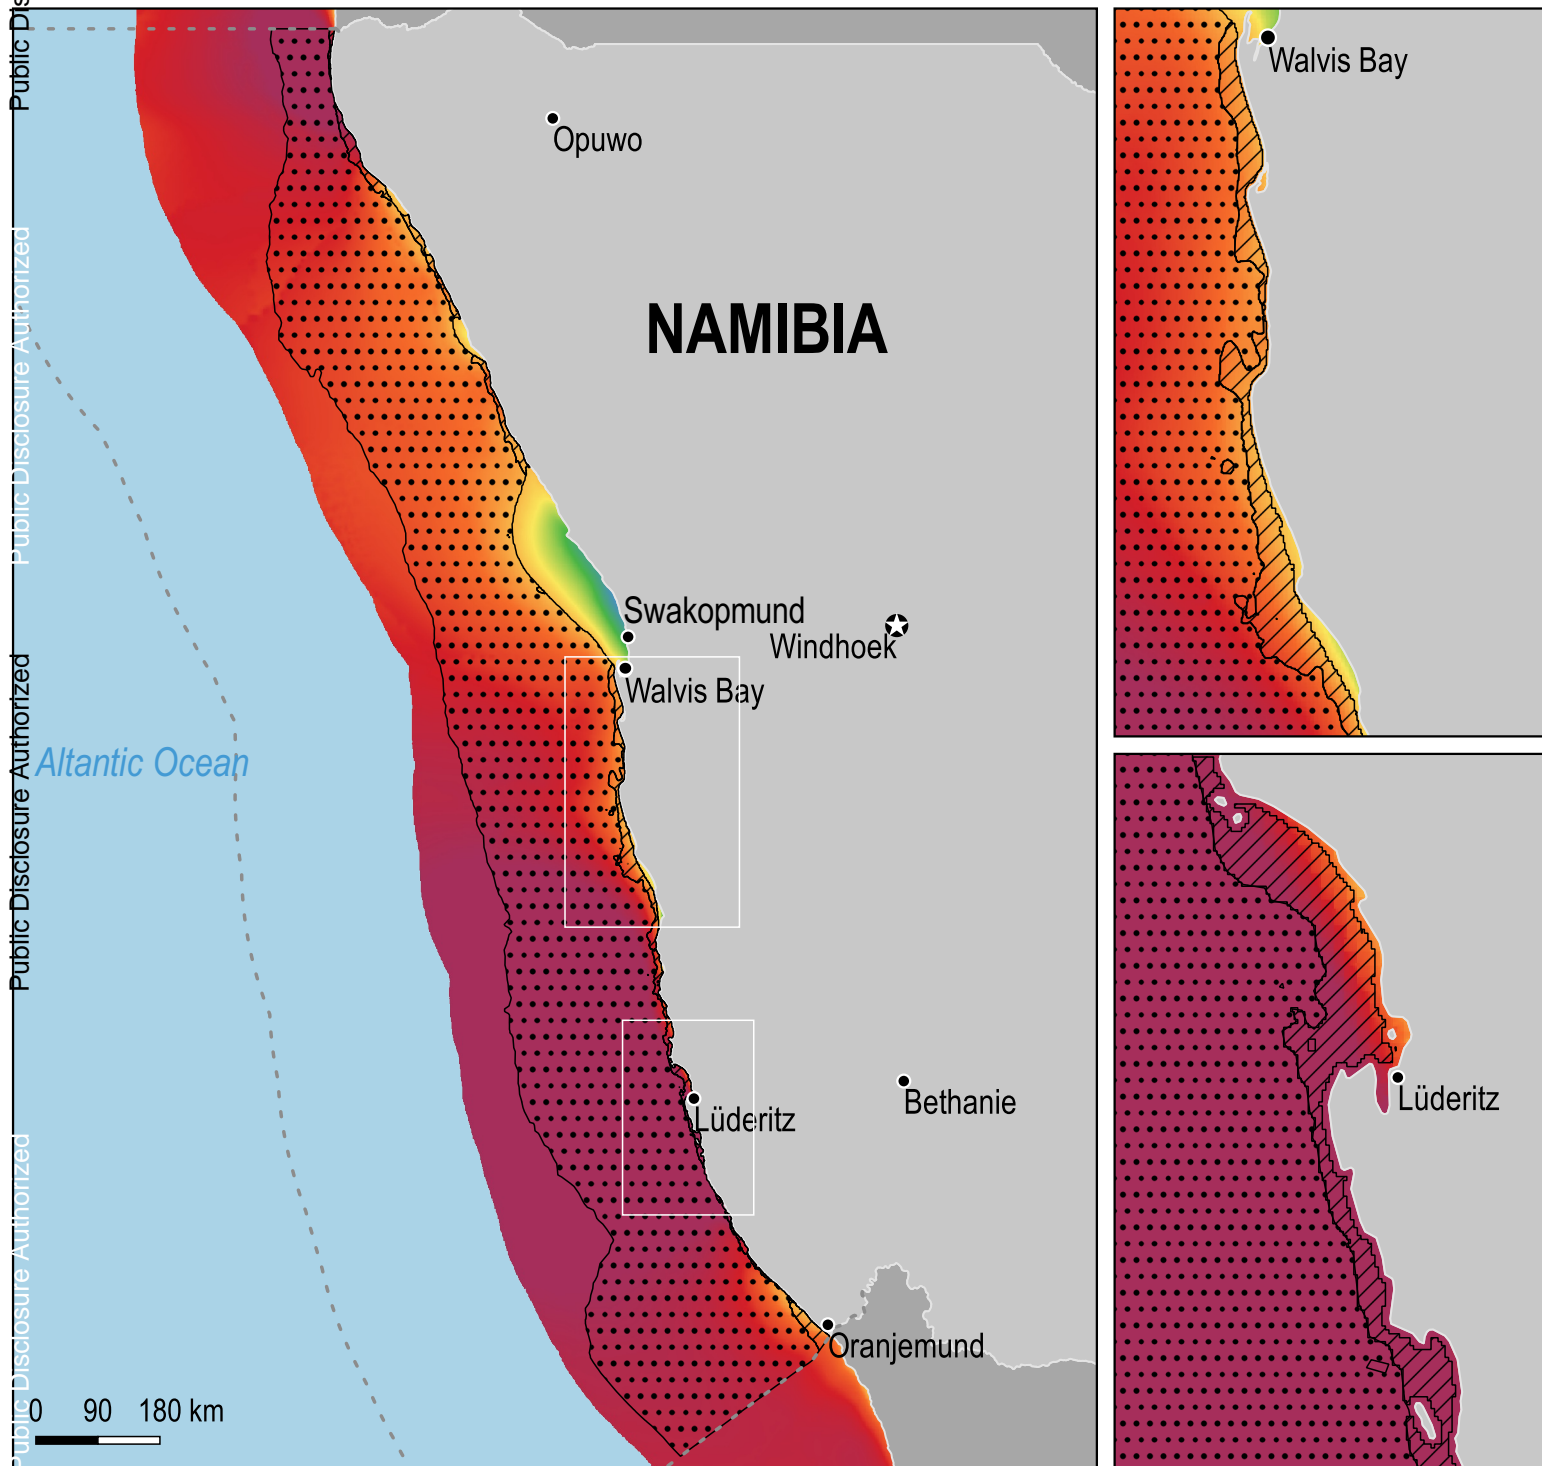 Public Dis
Public Disclosure Authorized
Public Disclosure Authorized
Public Disclosure Authorized
Opuwo
NAMIBIA
Swakopmund
Windhoek
Walvis Bay
Altantic Ocean
Lüderitz
Bethanie
Oranjemund
0 90 180 km
Walvis Bay
Lüderitz